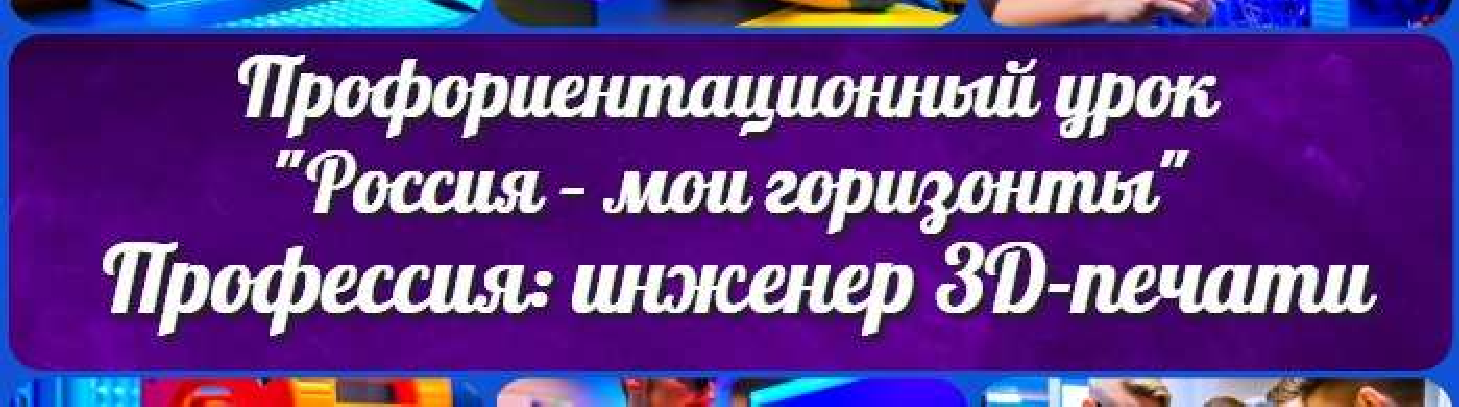 Профориентационный урок
"Россия – мои горизонты"
Профессия: инженер 3D-печати